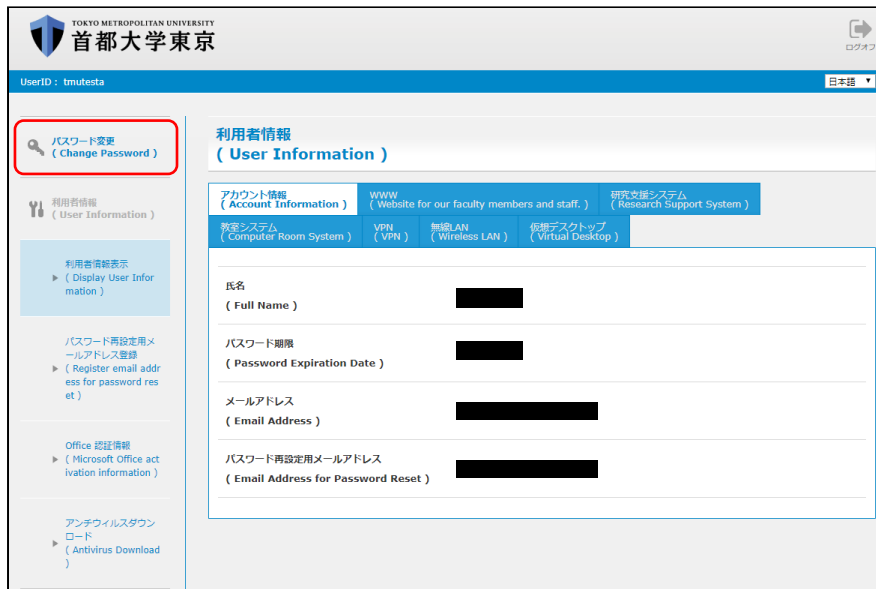 TOKYO METROPOLITAN UNIVERSITY
首都大学東京
ログオフ
UserID : tmutesta
日本語
パスワード変更
( Change Password )
利用者情報
( User Information )
利用者情報表示
( Display User Infor
mation )
パスワード再設定用メ
ールアドレス登録
( Register email addr
ess for password res
et )
Office 認証情報
( Microsoft Office act
ivation information )
アンチウィルスダウン
ロード
( Antivirus Download
)
利用者情報
( User Information )
アカウント情報
( Account Information )
WWW
( Website for our faculty members and staff. )
研究支援システム
( Research Support System )
教室システム
( Computer Room System )
VPN
( VPN )
無線LAN
( Wireless LAN )
仮想デスクトップ
( Virtual Desktop )
氏名
( Full Name )
パスワード期限
( Password Expiration Date )
メールアドレス
( Email Address )
パスワード再設定用メールアドレス
( Email Address for Password Reset )